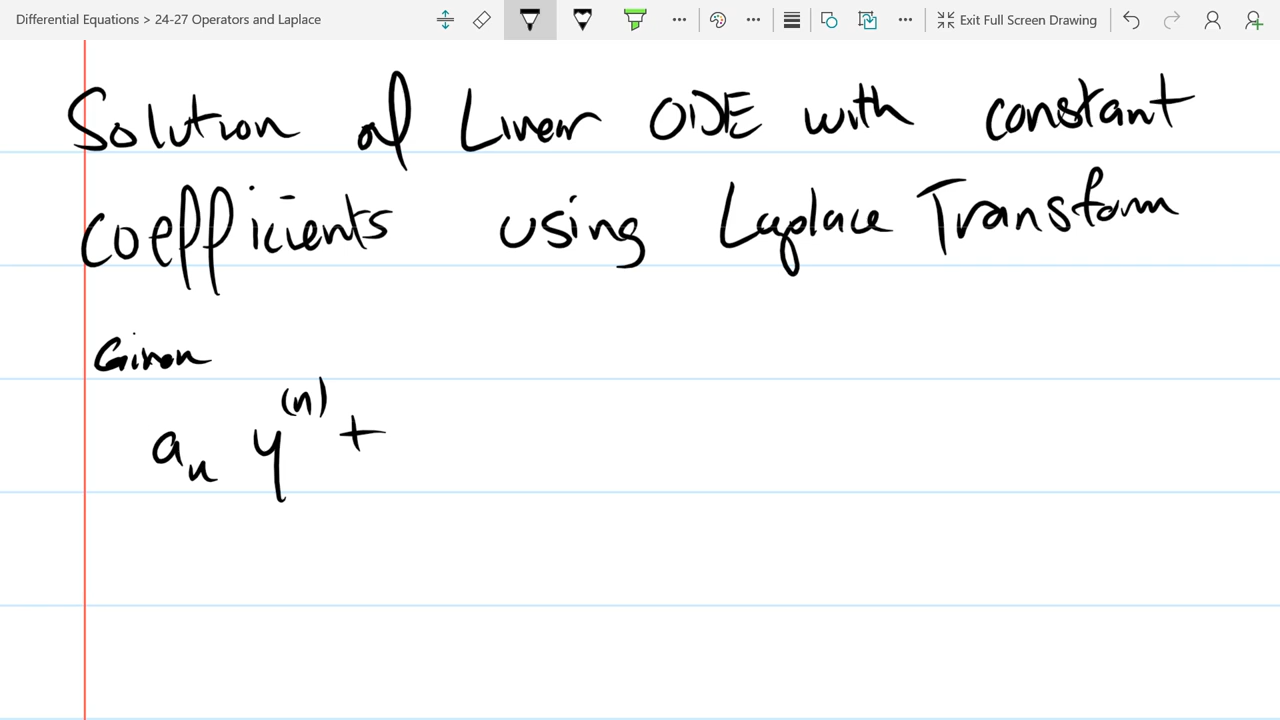 Differential Equations > 24-27 Operators and Laplace
Exit Full Screen Drawing
Solution of Linear ODE with constant
coefficients using Laplace Transform
Given
aₙ y⁽ⁿ⁾ +